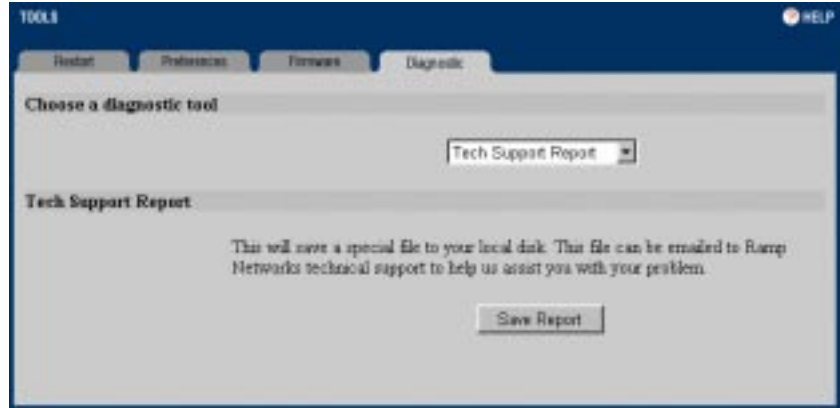 TOOLS
HELP
Restart
Preferences
Firmware
Diagnostic
Choose a diagnostic tool
Tech Support Report
Tech Support Report
This will save a special file to your local disk. This file can be emailed to Ramp
Networks technical support to help us assist you with your problem.
Save Report